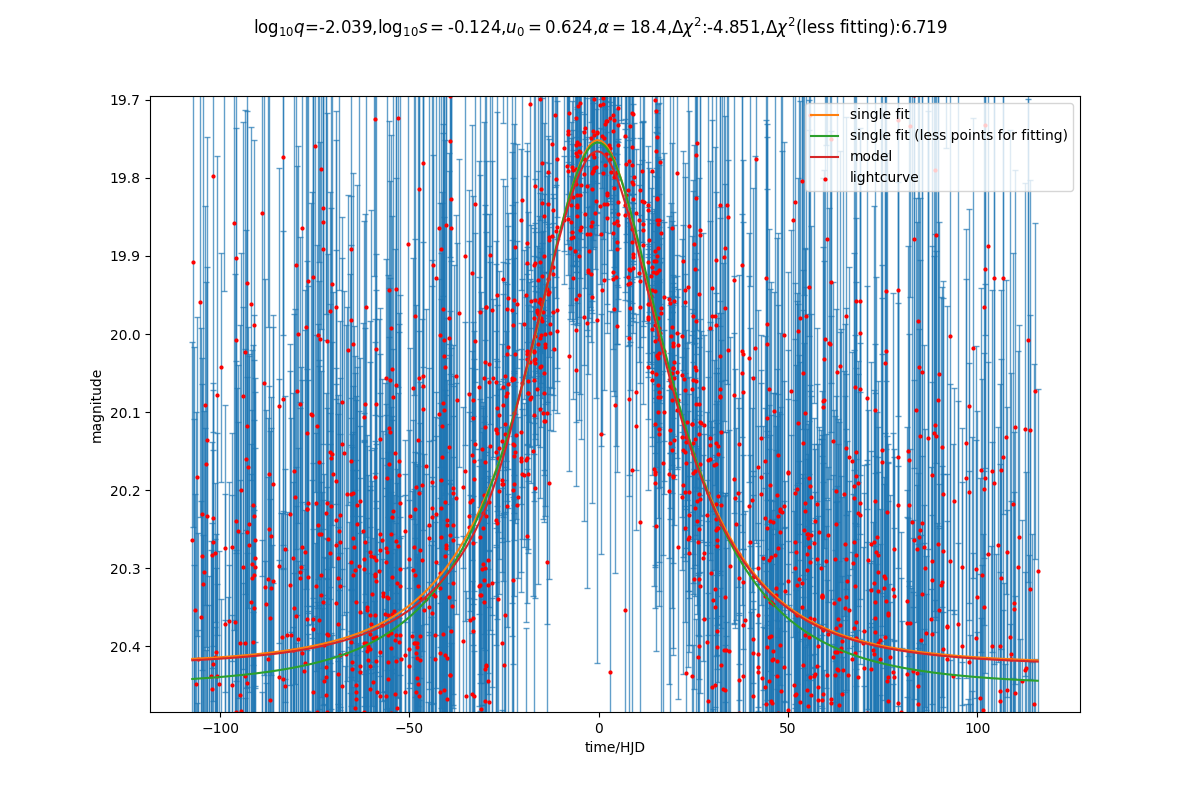 log₁₀q=-2.039,log₁₀s = -0.124,u₀ = 0.624,α = 18.4,Δχ²:-4.851,Δχ²(less fitting):6.719
19.7
19.8
19.9
20.0
20.1
20.2
20.3
20.4
magnitude
−100
−50
0
50
100
time/HJD
single fit
single fit (less points for fitting)
model
lightcurve